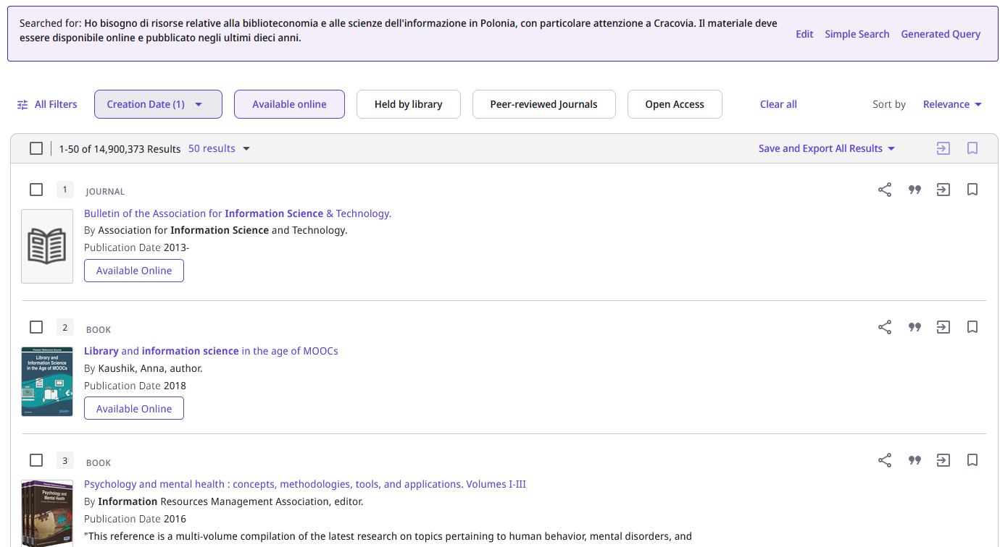 Searched for: Ho bisogno di risorse relative alla biblioteconomia e alle scienze dell'informazione in Polonia, con particolare attenzione a Cracovia. Il materiale deve
essere disponibile online e pubblicato negli ultimi dieci anni.
Edit Simple Search Generated Query
All Filters Creation Date (1) Available online Held by library Peer-reviewed Journals Open Access Clear all Sort by Relevance
1-50 of 14,900,373 Results 50 results Save and Export All Results
1 JOURNAL
Bulletin of the Association for Information Science & Technology.
By Association for Information Science and Technology.
Publication Date 2013-
Available Online
2 BOOK
Library and Information Science in the Age of MOOCs
Library and information science in the age of MOOCs
By Kaushik, Anna, author.
Publication Date 2018
Available Online
3 BOOK
Psychology and Mental Health
Psychology and mental health : concepts, methodologies, tools, and applications. Volumes I-III
By Information Resources Management Association, editor.
Publication Date 2016
"This reference is a multi-volume compilation of the latest research on topics pertaining to human behavior, mental disorders, and